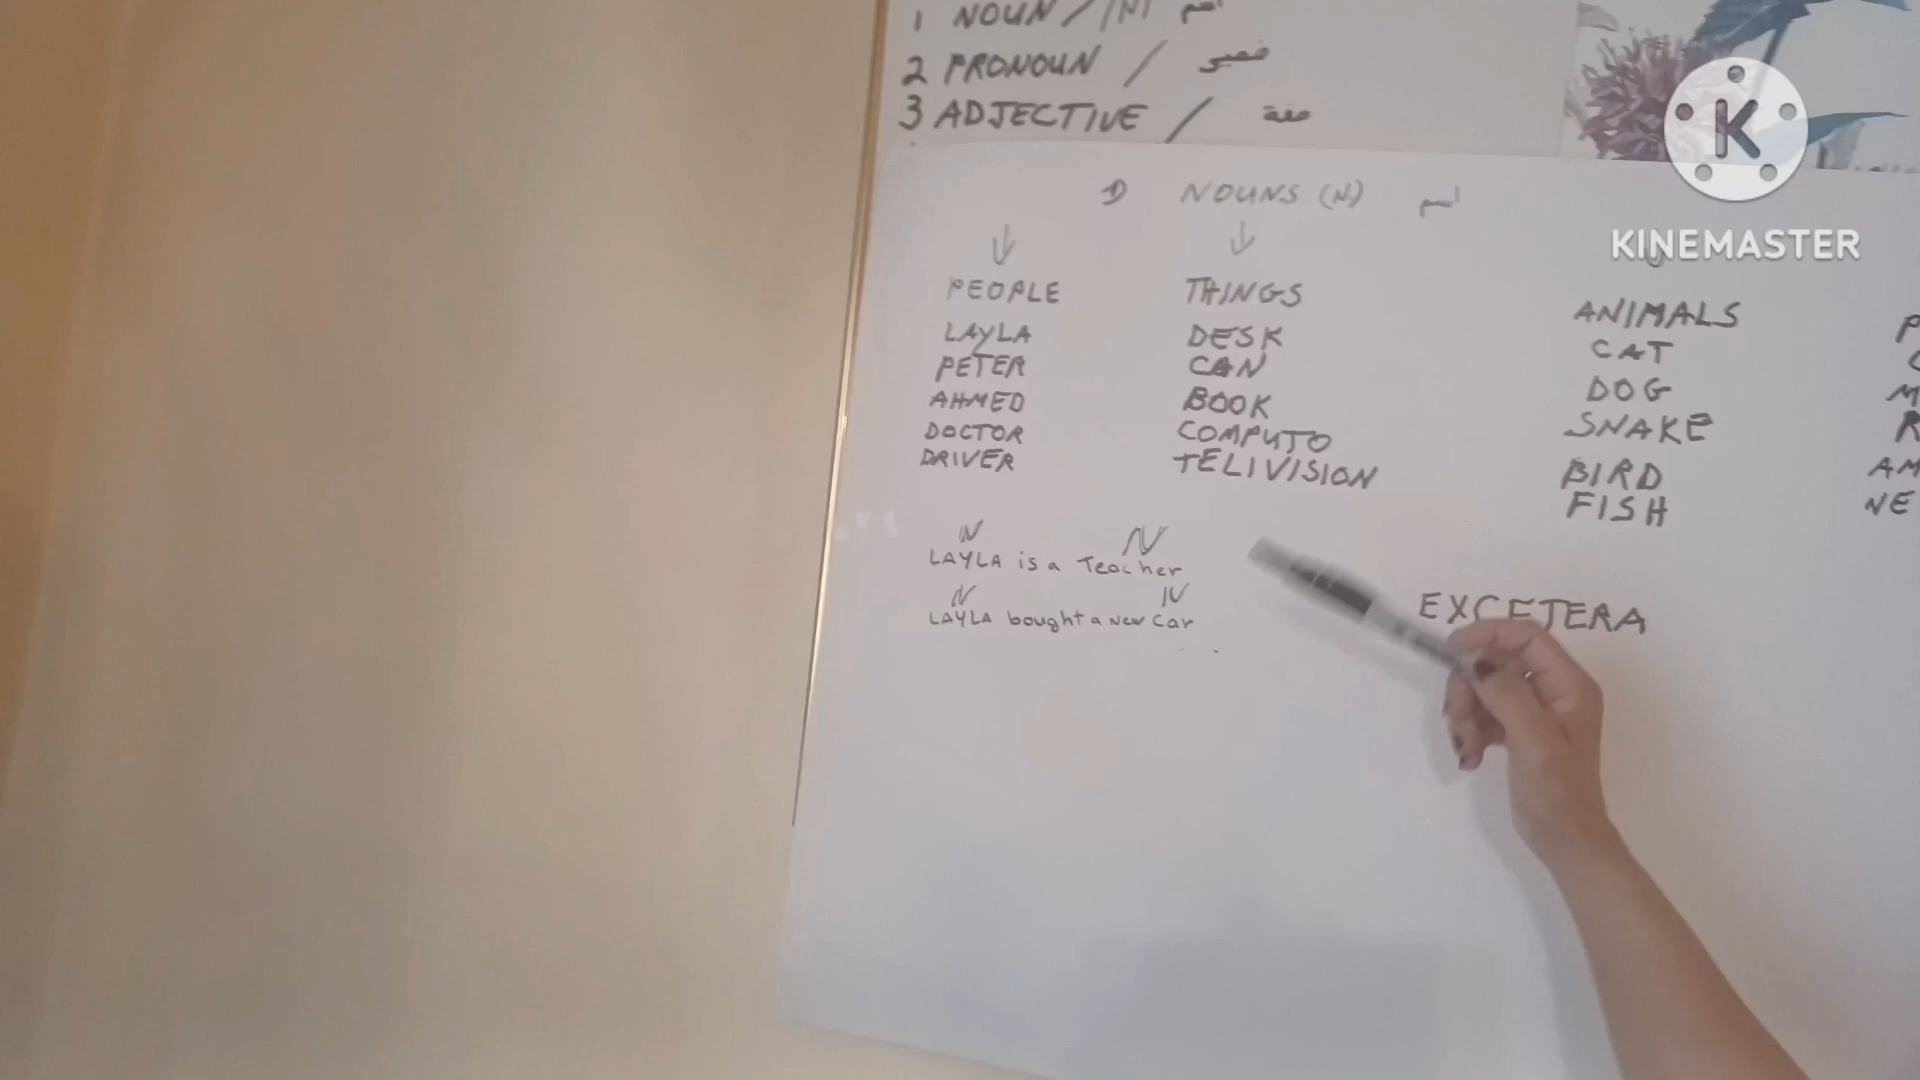 1 NOUN / (N) اسم
2 PRONOUN / ضمير
3 ADJECTIVE / صفة
1) NOUNS (N) اسم
PEOPLE THINGS ANIMALS
LAYLA DESK CAT
PETER CAN DOG
AHMED BOOK SNAKE
DOCTOR COMPUTO BIRD AM
DRIVER TELIVISION FISH NE
N N
LAYLA is a Teacher
N N
LAYLA bought a new Car
EXCETERA
KINEMASTER